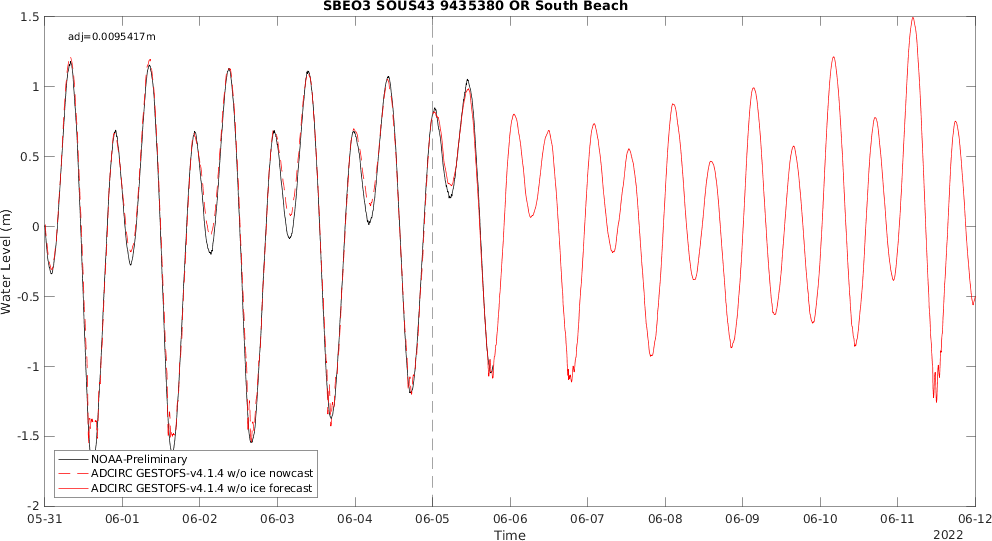 SBEO3 SOUS43 9435380 OR South Beach
adj=0.0095417m
1.5
1
0.5
0
-0.5
-1
-1.5
-2
Water Level (m)
NOAA-Preliminary
ADCIRC GESTOFS-v4.1.4 w/o ice nowcast
ADCIRC GESTOFS-v4.1.4 w/o ice forecast
05-31 06-01 06-02 06-03 06-04 06-05 06-06 06-07 06-08 06-09 06-10 06-11 06-12
Time
2022